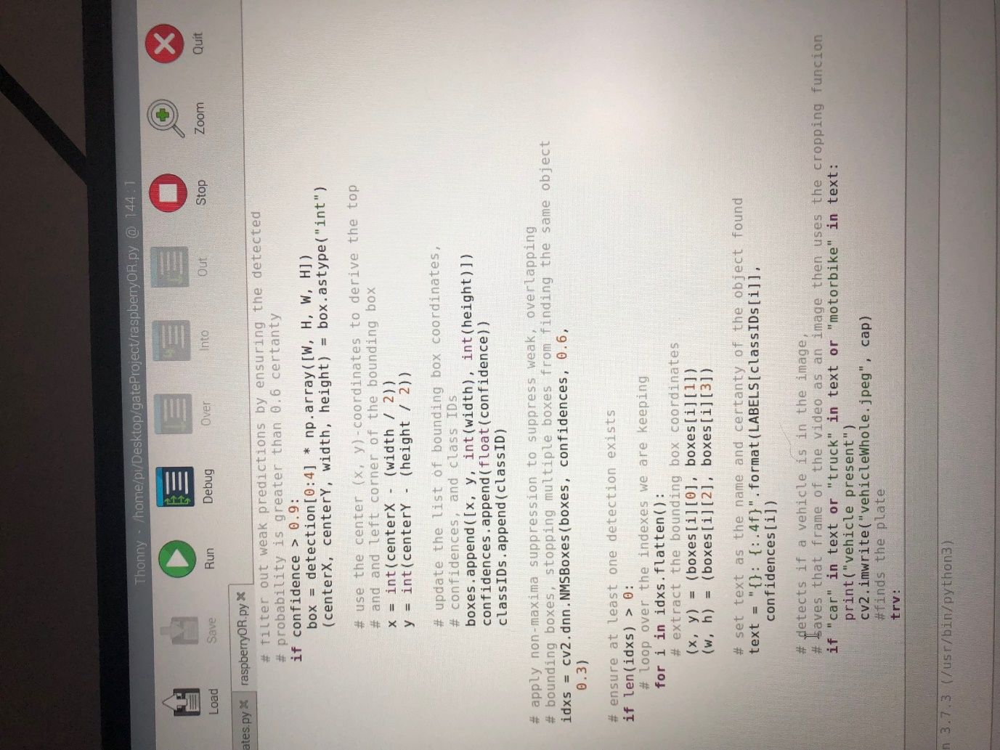 Thonny - /home/pi/Desktop/gateProject/raspberryOR.py @ 144:1
Load Save Run Debug Over Into Out Stop Zoom Quit
ates.py raspberryOR.py
# filter out weak predictions by ensuring the detected
# probability is greater than 0.6 certanty
if confidence > 0.9:
box = detection[0:4] * np.array([W, H, W, H])
(centerX, centerY, width, height) = box.astype("int")
# use the center (x, y)-coordinates to derive the top
# and and left corner of the bounding box
x = int(centerX - (width / 2))
y = int(centerY - (height / 2))
# update the list of bounding box coordinates,
# confidences, and class IDs
boxes.append([x, y, int(width), int(height)])
confidences.append(float(confidence))
classIDs.append(classID)
# apply non-maxima suppression to suppress weak, overlapping
# bounding boxes, stopping multiple boxes from finding the same object
idxs = cv2.dnn.NMSBoxes(boxes, confidences, 0.6,
0.3)
# ensure at least one detection exists
if len(idxs) > 0:
# loop over the indexes we are keeping
for i in idxs.flatten():
# extract the bounding box coordinates
(x, y) = (boxes[i][0], boxes[i][1])
(w, h) = (boxes[i][2], boxes[i][3])
# set text as the name and certanty of the object found
text = "{}: {:.4f}".format(LABELS[classIDs[i]],
confidences[i])
# detects if a vehicle is in the image,
# saves that frame of the video as an image then uses the cropping funcion
if "car" in text or "truck" in text or "motorbike" in text:
print("vehicle present")
cv2.imwrite("vehicleWhole.jpeg", cap)
#finds the plate
try:
n 3.7.3 (/usr/bin/python3)